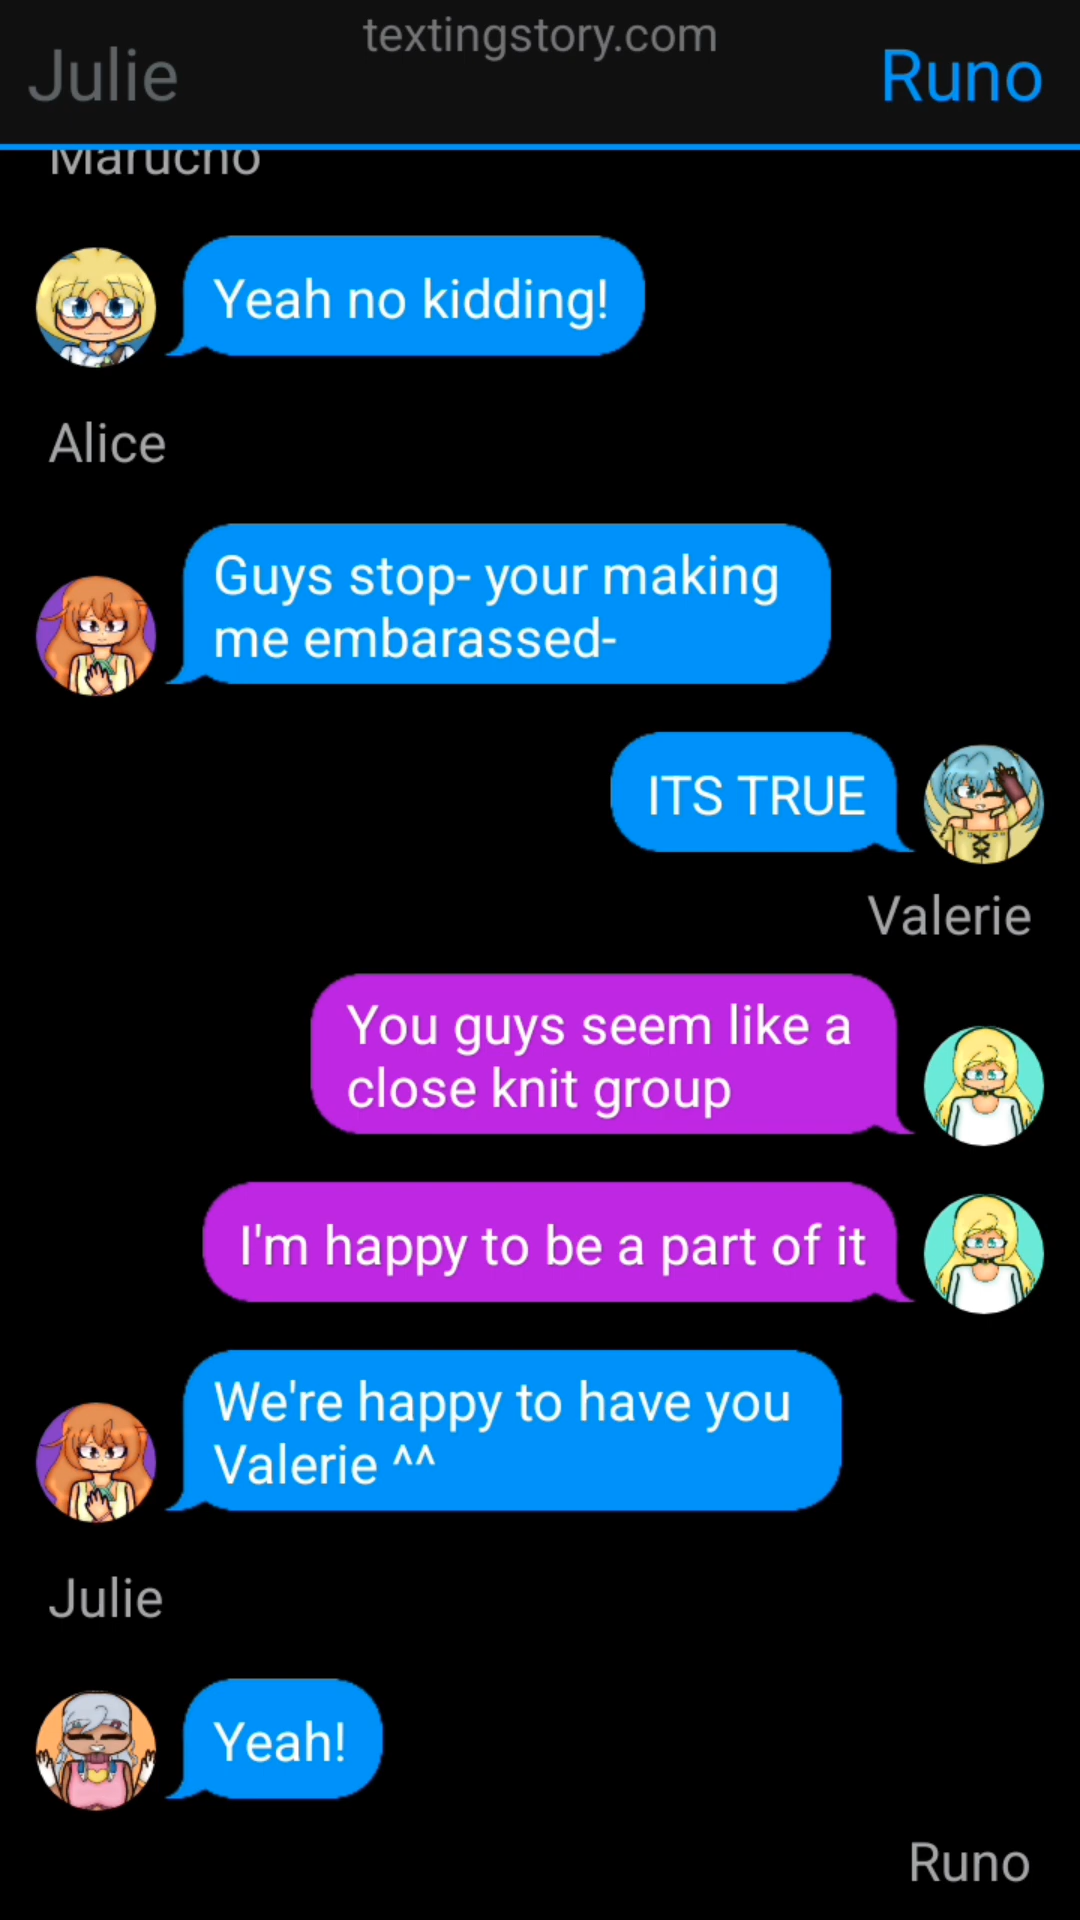 textingstory.com
Julie
Runo
Marucho
Yeah no kidding!
Alice
Guys stop- your making
me embarassed-
ITS TRUE
Valerie
You guys seem like a
close knit group
I'm happy to be a part of it
We're happy to have you
Valerie ^^
Julie
Yeah!
Runo